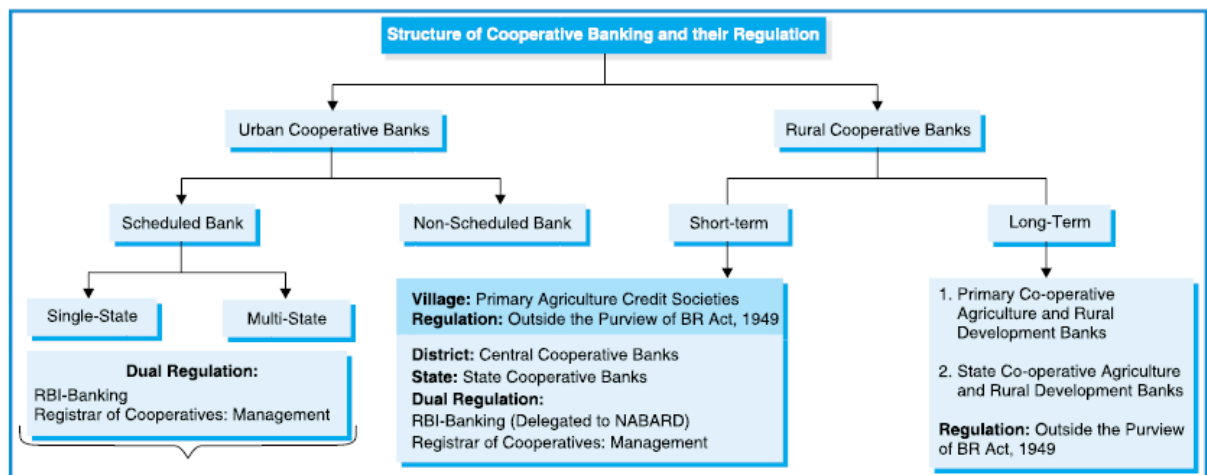 Structure of Cooperative Banking and their Regulation
Urban Cooperative Banks
Rural Cooperative Banks
Scheduled Bank
Non-Scheduled Bank
Short-term
Long-Term
Single-State
Multi-State
Dual Regulation:
RBI-Banking
Registrar of Cooperatives: Management
Village: Primary Agriculture Credit Societies
Regulation: Outside the Purview of BR Act, 1949
District: Central Cooperative Banks
State: State Cooperative Banks
Dual Regulation:
RBI-Banking (Delegated to NABARD)
Registrar of Cooperatives: Management
1. Primary Co-operative
Agriculture and Rural
Development Banks
2. State Co-operative Agriculture
and Rural Development Banks
Regulation: Outside the Purview
of BR Act, 1949